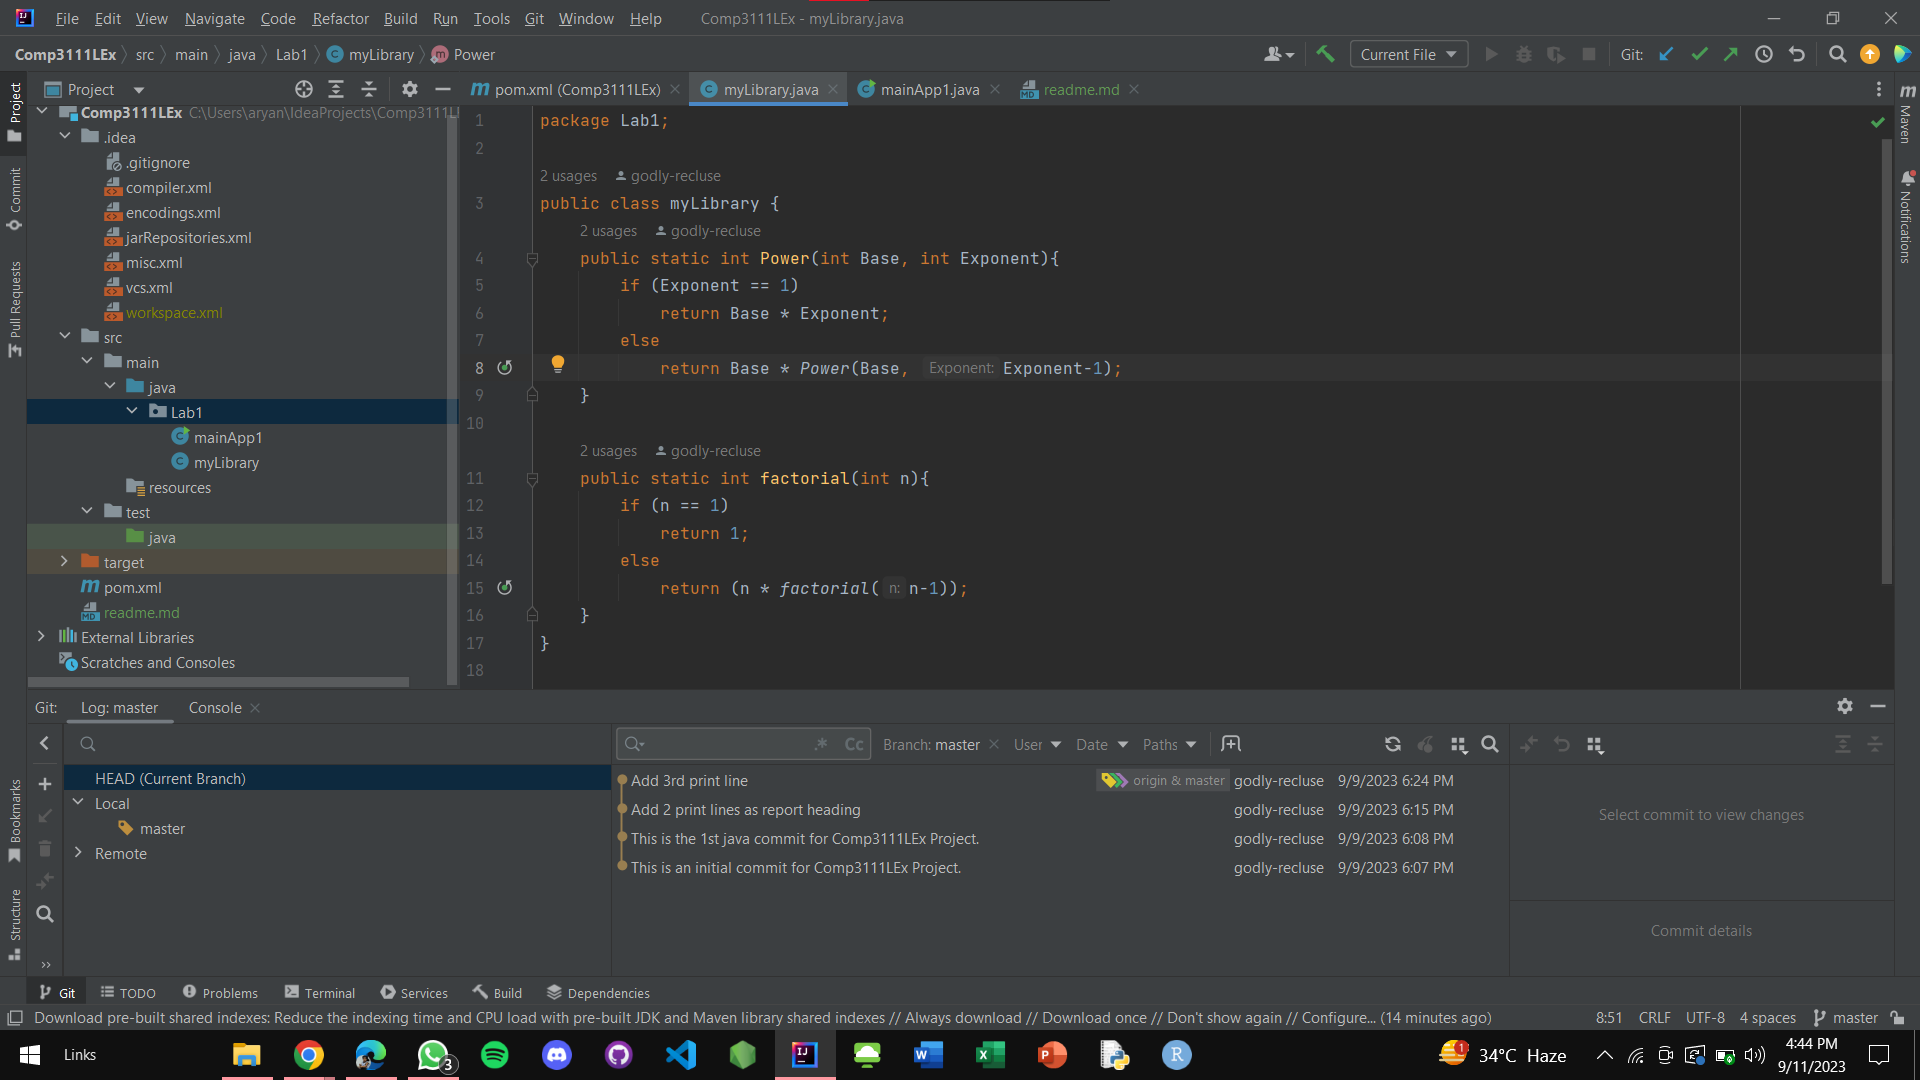 File Edit View Navigate Code Refactor Build Run Tools Git Window Help Comp3111LEx - myLibrary.java
Comp3111LEx src main java Lab1 myLibrary Power Current File Git:
Project pom.xml (Comp3111LEx) myLibrary.java mainApp1.java readme.md
Project
Commit
Pull Requests
Bookmarks
Structure
Maven
Notifications
Comp3111LEx C:\Users\aryan\IdeaProjects\Comp3111L
.idea
.gitignore
compiler.xml
encodings.xml
jarRepositories.xml
misc.xml
vcs.xml
workspace.xml
src
main
java
Lab1
mainApp1
myLibrary
resources
test
java
target
pom.xml
readme.md
External Libraries
Scratches and Consoles
1 package Lab1;
2
2 usages godly-recluse
3 public class myLibrary {
2 usages godly-recluse
4 public static int Power(int Base, int Exponent){
5 if (Exponent == 1)
6 return Base * Exponent;
7 else
8 return Base * Power(Base, Exponent: Exponent-1);
9 }
10
2 usages godly-recluse
11 public static int factorial(int n){
12 if (n == 1)
13 return 1;
14 else
15 return (n * factorial( n: n-1));
16 }
17 }
18
Git: Log: master Console
.* Cc Branch: master User Date Paths
HEAD (Current Branch)
Local
master
Remote
Add 3rd print line origin & master godly-recluse 9/9/2023 6:24 PM
Add 2 print lines as report heading godly-recluse 9/9/2023 6:15 PM
This is the 1st java commit for Comp3111LEx Project. godly-recluse 9/9/2023 6:08 PM
This is an initial commit for Comp3111LEx Project. godly-recluse 9/9/2023 6:07 PM
Select commit to view changes
Commit details
Git TODO Problems Terminal Services Build Dependencies
Download pre-built shared indexes: Reduce the indexing time and CPU load with pre-built JDK and Maven library shared indexes // Always download // Download once // Don't show again // Configure... (14 minutes ago) 8:51 CRLF UTF-8 4 spaces master
Links 3 1 34°C Haze 4:44 PM
9/11/2023